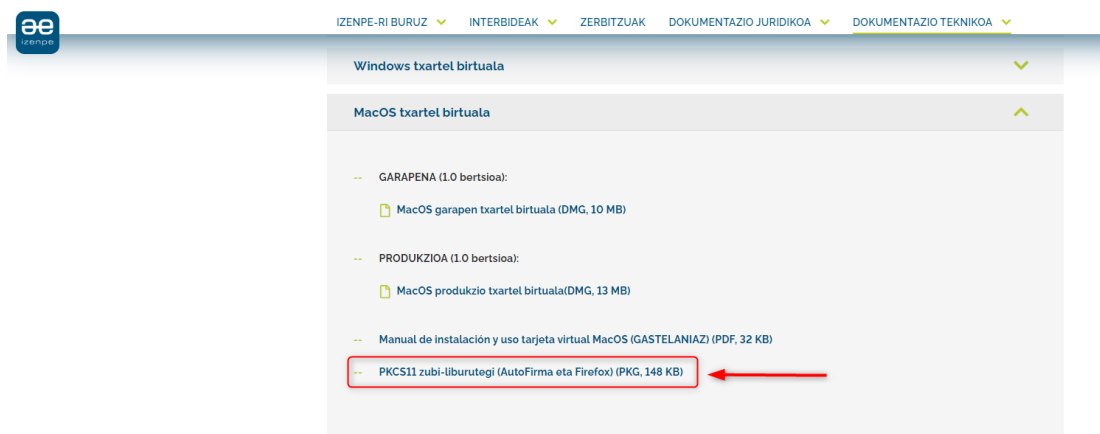 izenpe
IZENPE-RI BURUZ INTERBIDEAK ZERBITZUAK DOKUMENTAZIO JURIDIKOA DOKUMENTAZIO TEKNIKOA
Windows txartel birtuala
MacOS txartel birtuala
-- GARAPENA (1.0 bertsioa):
MacOS garapen txartel birtuala (DMG, 10 MB)
-- PRODUKZIOA (1.0 bertsioa):
MacOS produkzio txartel birtuala(DMG, 13 MB)
-- Manual de instalación y uso tarjeta virtual MacOS (GASTELANIAZ) (PDF, 32 KB)
-- PKCS11 zubi-liburutegi (AutoFirma eta Firefox) (PKG, 148 KB)